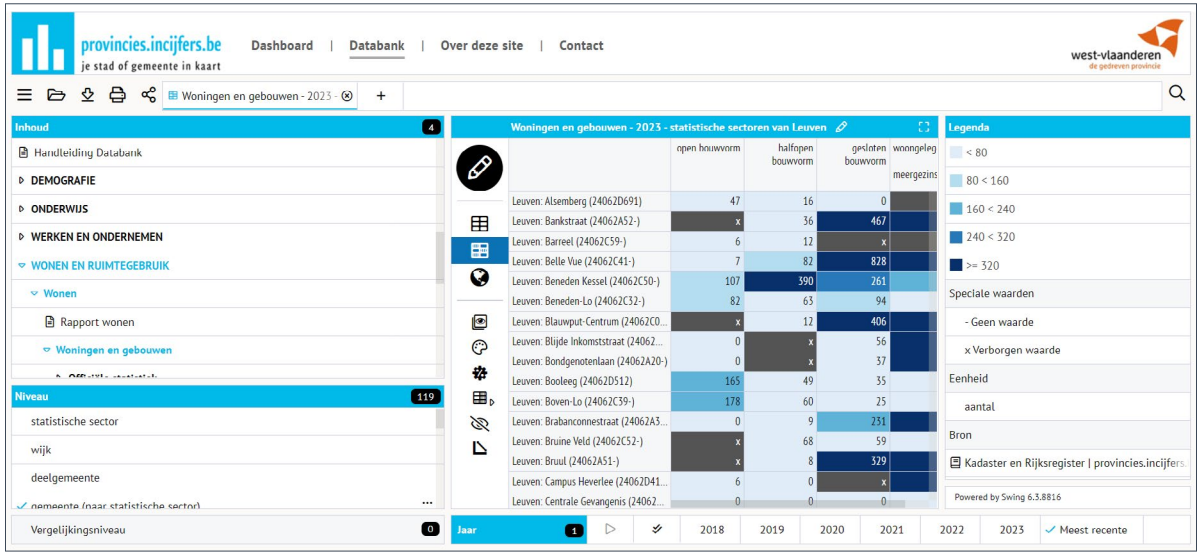 provincies.incijfers.be
je stad of gemeente in kaart
Dashboard | Databank | Over deze site | Contact
west-vlaanderen
de gedreven provincie
Woningen en gebouwen - 2023 -
+
Inhoud 4
Handleiding Databank
DEMOGRAFIE
ONDERWIJS
WERKEN EN ONDERNEMEN
WONEN EN RUIMTEGEBRUIK
Wonen
Rapport wonen
Woningen en gebouwen
Officiële statistiek
Niveau 119
statistische sector
wijk
deelgemeente
gemeente (naar statistische sector) ...
Vergelijkingsniveau 0
Woningen en gebouwen - 2023 - statistische sectoren van Leuven
open bouwvorm halfopen bouwvorm gesloten bouwvorm woongeleg
meergezins
Leuven: Alsemberg (24062D691) 47 16 0
Leuven: Bankstraat (24062A52-) x 36 467
Leuven: Barreel (24062C59-) 6 12 x
Leuven: Belle Vue (24062C41-) 7 82 828
Leuven: Beneden Kessel (24062C50-) 107 390 261
Leuven: Beneden-Lo (24062C32-) 82 63 94
Leuven: Blauwput-Centrum (24062C0... x 12 406
Leuven: Blijde Inkomststraat (24062... 0 x 56
Leuven: Bondgenotenlaan (24062A20-) 0 x 37
Leuven: Booleeg (24062D512) 165 49 35
Leuven: Boven-Lo (24062C39-) 178 60 25
Leuven: Brabanconnestraat (24062A3... 0 9 231
Leuven: Bruine Veld (24062C52-) x 68 59
Leuven: Bruul (24062A51-) x 8 329
Leuven: Campus Heverlee (24062D41... 6 0 x
Leuven: Centrale Gevangenis (24062... 0 0 0
Jaar 1 2018 2019 2020 2021 2022 2023 Meest recente
Legenda
< 80
80 < 160
160 < 240
240 < 320
>= 320
Speciale waarden
- Geen waarde
x Verborgen waarde
Eenheid
aantal
Bron
Kadaster en Rijksregister | provincies.incijfers.
Powered by Swing 6.3.8816